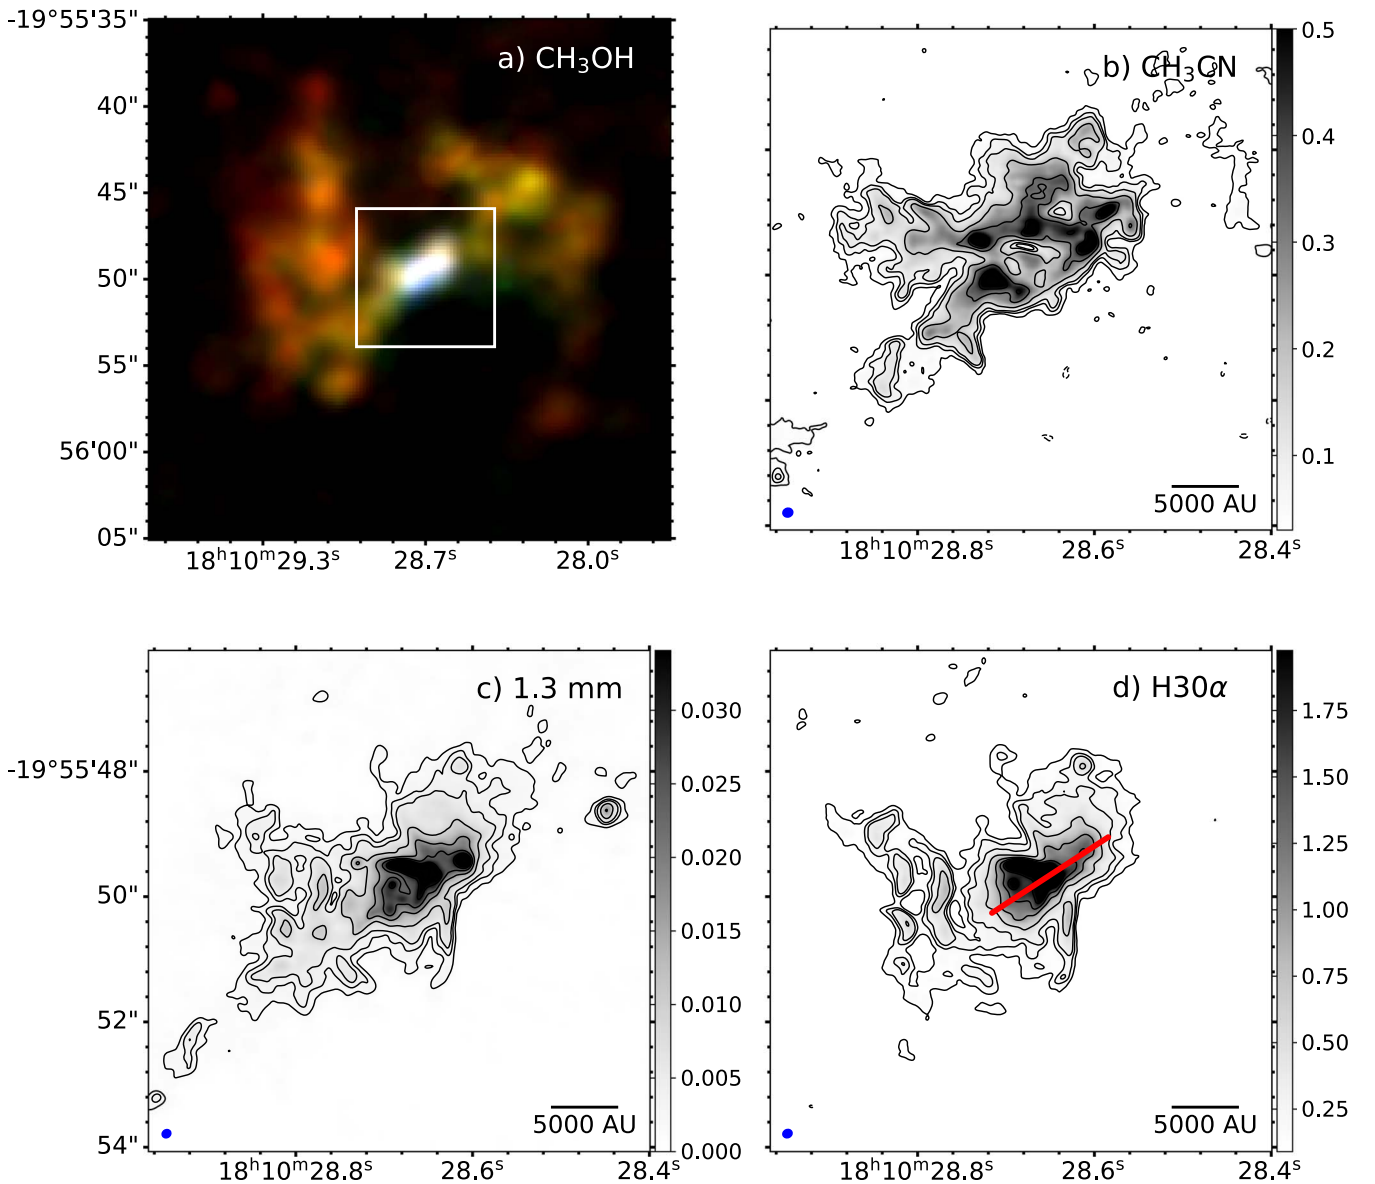 -19°55'35"
40"
45"
50"
55"
56'00"
05"
a) CH₃OH
18ʰ10ᵐ29.3ˢ 28.7ˢ 28.0ˢ
b) CH₃CN
0.5
0.4
0.3
0.2
0.1
5000 AU
18ʰ10ᵐ28.8ˢ 28.6ˢ 28.4ˢ
-19°55'48"
50"
52"
54"
c) 1.3 mm
0.030
0.025
0.020
0.015
0.010
0.005
0.000
5000 AU
18ʰ10ᵐ28.8ˢ 28.6ˢ 28.4ˢ
d) H30α
1.75
1.50
1.25
1.00
0.75
0.50
0.25
5000 AU
18ʰ10ᵐ28.8ˢ 28.6ˢ 28.4ˢ